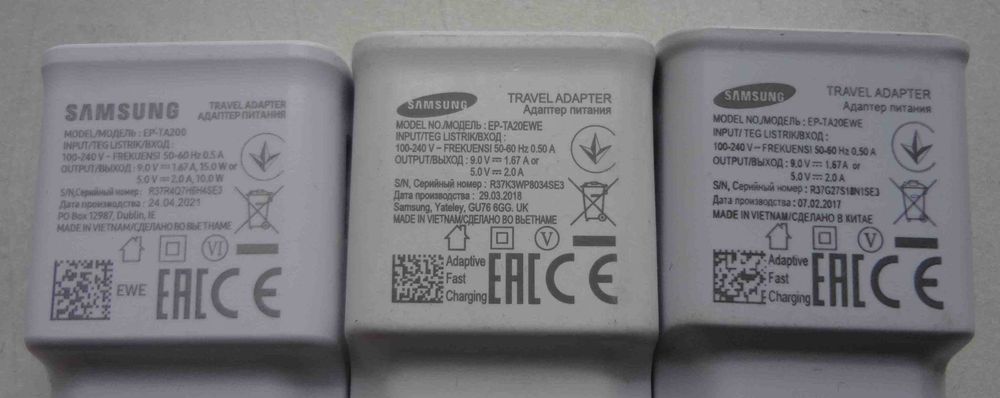 SAMSUNG
TRAVEL ADAPTER
АДАПТЕР ПИТАНИЯ
MODEL/МОДЕЛЬ: EP-TA200
INPUT/TEG LISTRIK/ВХОД :
100-240 V ~ FREKUENSI 50-60 Hz 0.5 A
OUTPUT/ВЫХОД : 9.0 V ⎓ 1.67 A, 15.0 W or
5.0 V ⎓ 2.0 A, 10.0 W
S/N,Серийный номер : R37R4Q7H6H4SE3
Дата производства : 24.04.2021
PO Box 12987, Dublin, IE
MADE IN VIETNAM/СДЕЛАНО ВО ВЬЕТНАМЕ
VI
EWE
EAC CE
SAMSUNG
TRAVEL ADAPTER
Адаптер питания
MODEL NO./МОДЕЛЬ : EP-TA20EWE
INPUT/TEG LISTRIK/ВХОД :
100-240 V ~ FREKUENSI 50-60 Hz 0.50 A
OUTPUT/ВЫХОД : 9.0 V ⎓ 1.67 A or
5.0 V ⎓ 2.0 A
S/N, Серийный номер : R37K3WP8034SE3
Дата производства : 29.03.2018
Samsung, Yateley, GU76 6GG. UK
MADE IN VIETNAM/СДЕЛАНО ВО ВЬЕТНАМЕ
V
Adaptive
Fast
Charging
EAC CE
SAMSUNG
TRAVEL ADAPTER
Адаптер питания
MODEL NO./МОДЕЛЬ : EP-TA20EWE
INPUT/TEG LISTRIK/ВХОД :
100-240 V ~ FREKUENSI 50-60 Hz 0.50 A
OUTPUT/ВЫХОД : 9.0 V ⎓ 1.67 A or
5.0 V ⎓ 2.0 A
S/N, Серийный номер : R37G27S1BN1SE3
Дата производства : 07.02.2017
MADE IN VIETNAM/СДЕЛАНО В КИТАЕ
V
Adaptive
Fast
Charging
EAC CE